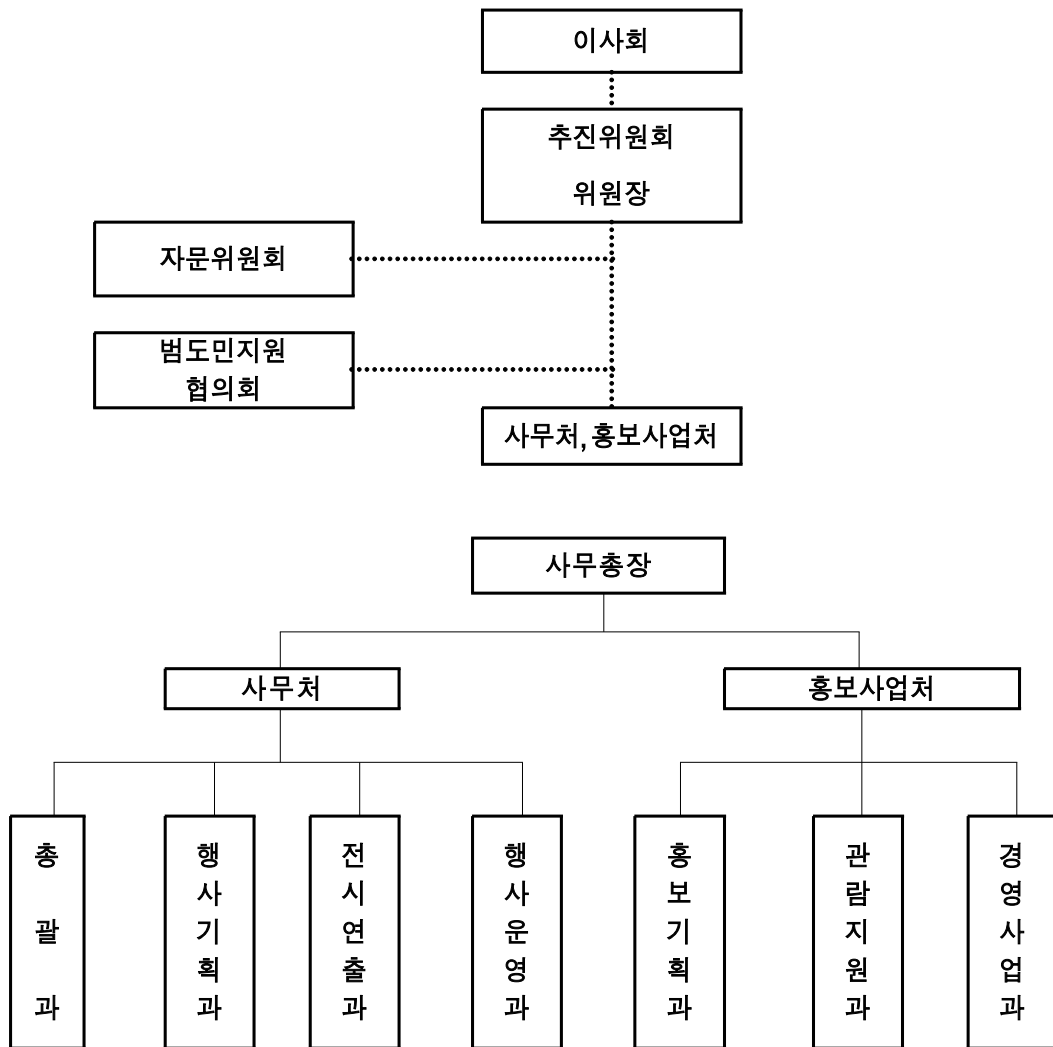 이사회
추진위원회
위원장
자문위원회
범도민지원
협의회
사무처, 홍보사업처
사무총장
사무처
홍보사업처
총괄과
행사기획과
전시연출과
행사운영과
홍보기획과
관람지원과
경영사업과